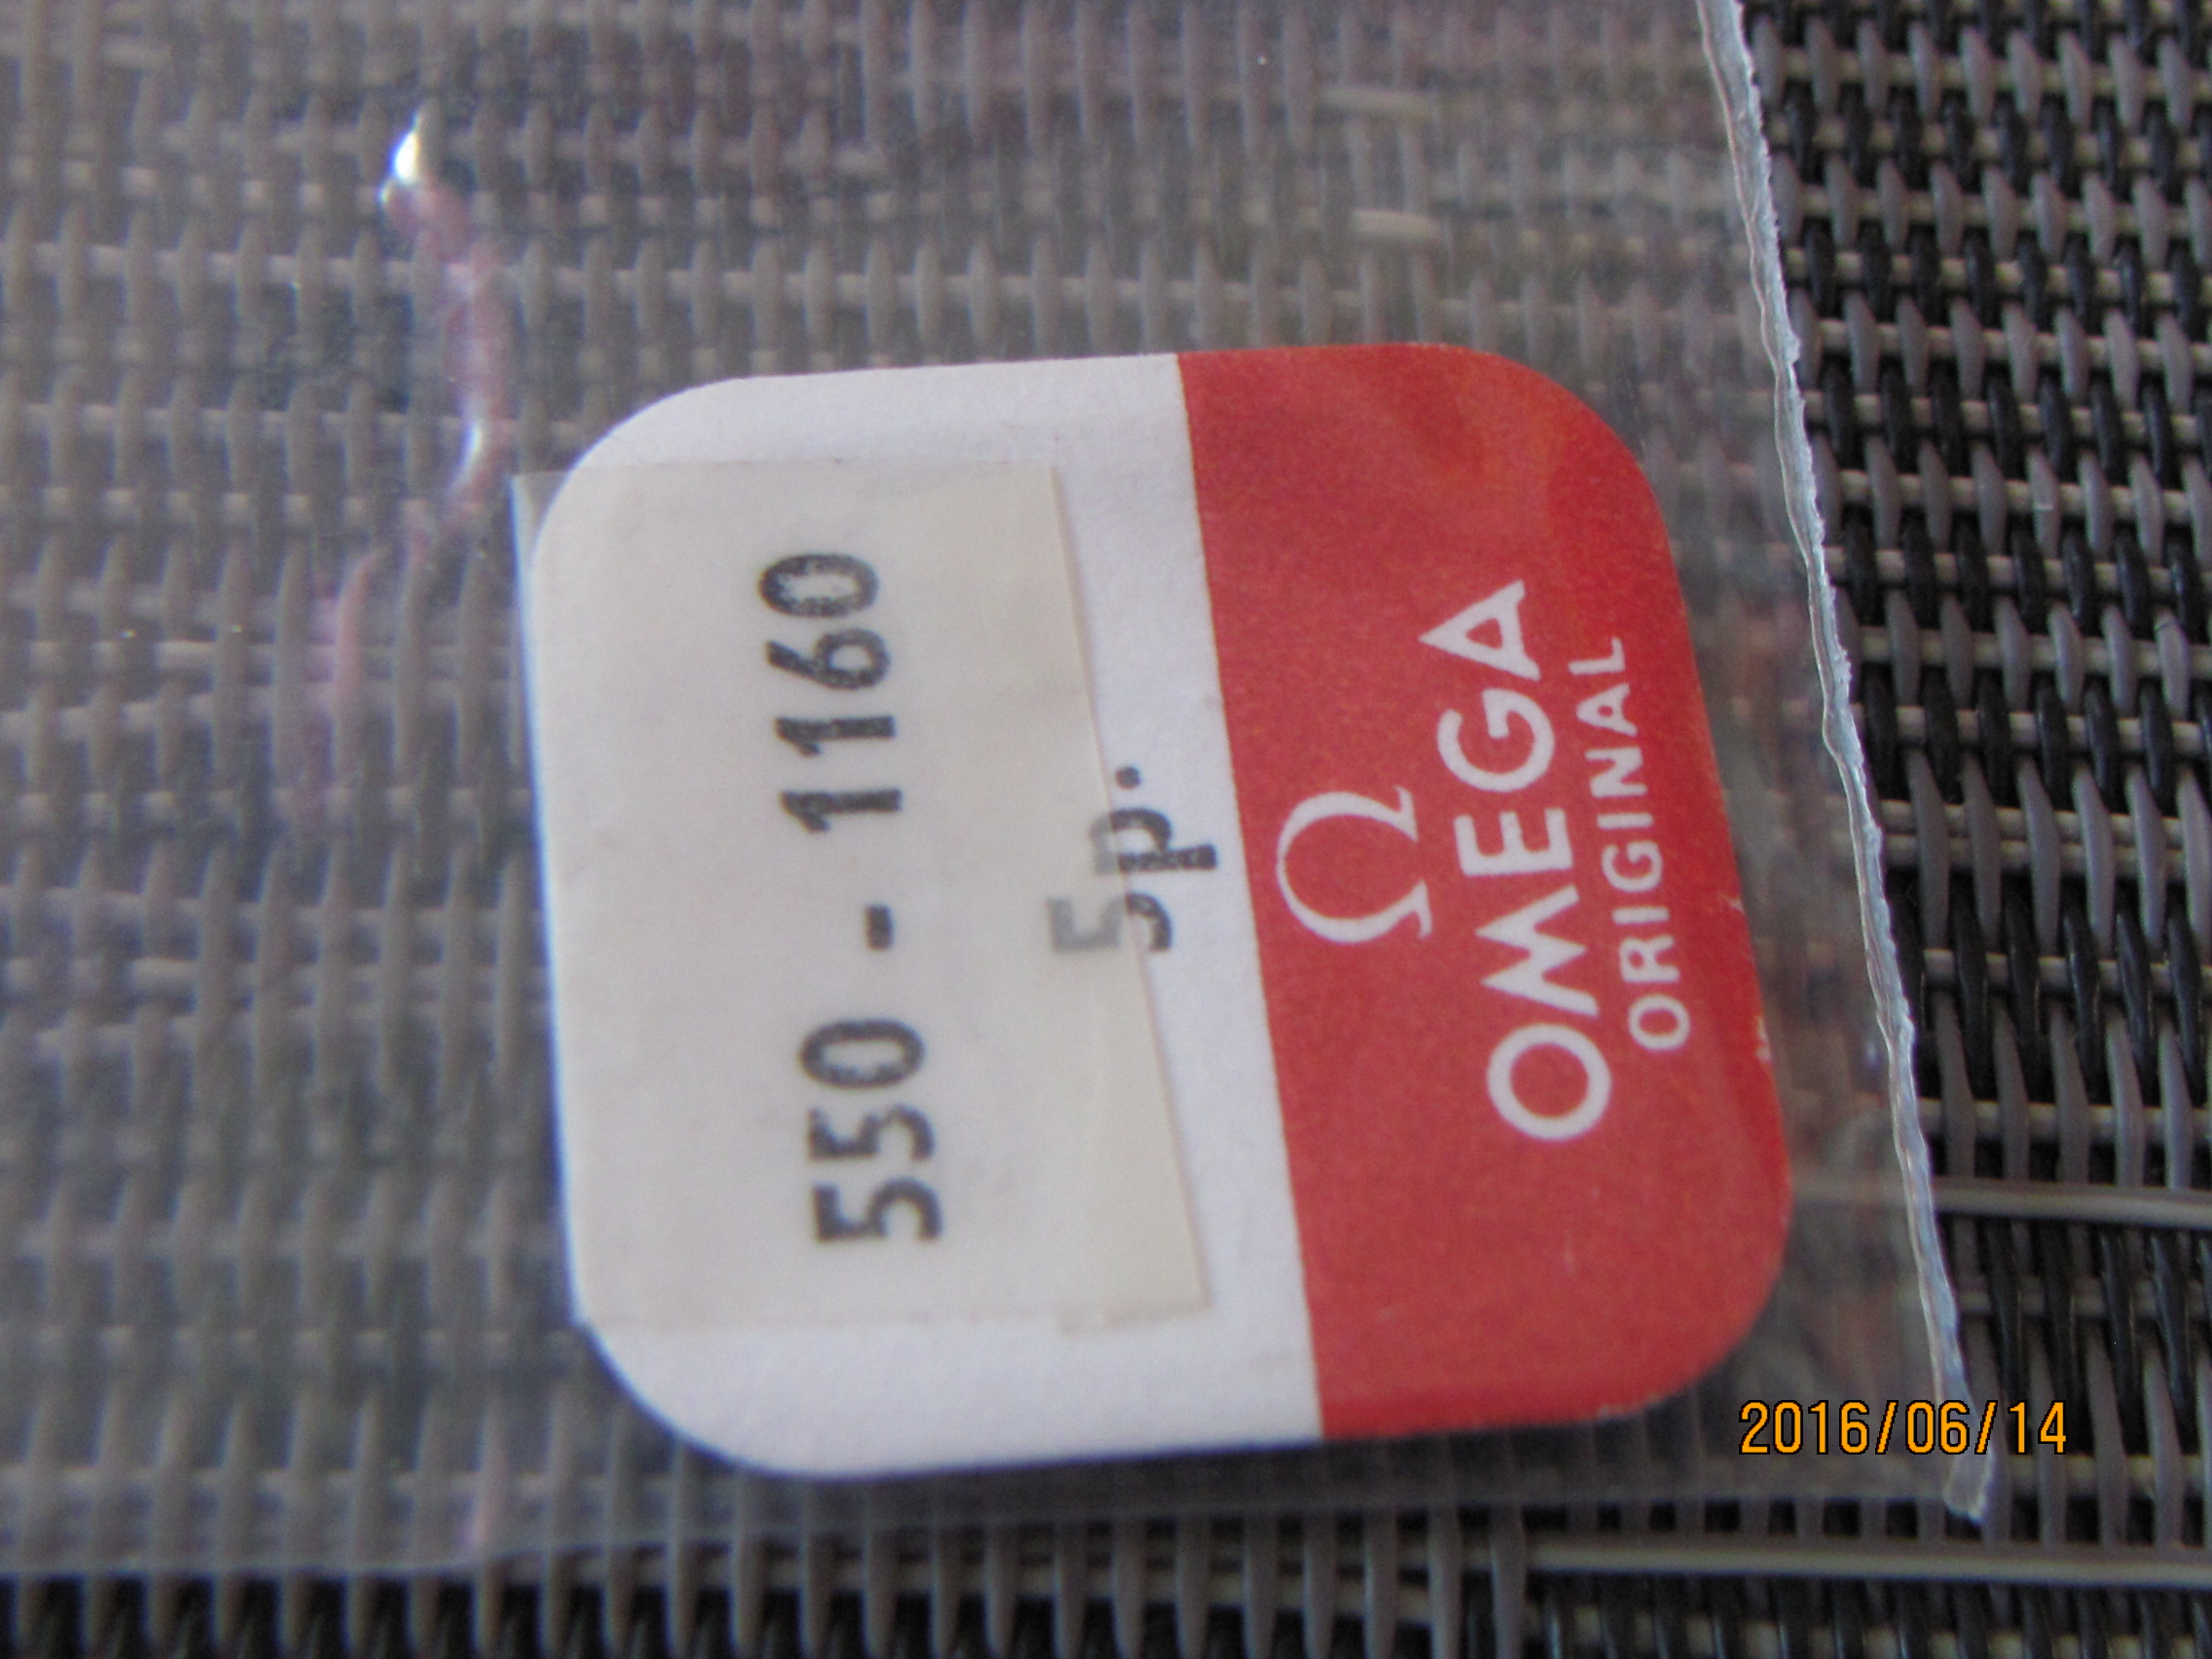 550 - 1160
5p.
Ω
OMEGA
ORIGINAL
2016/06/14